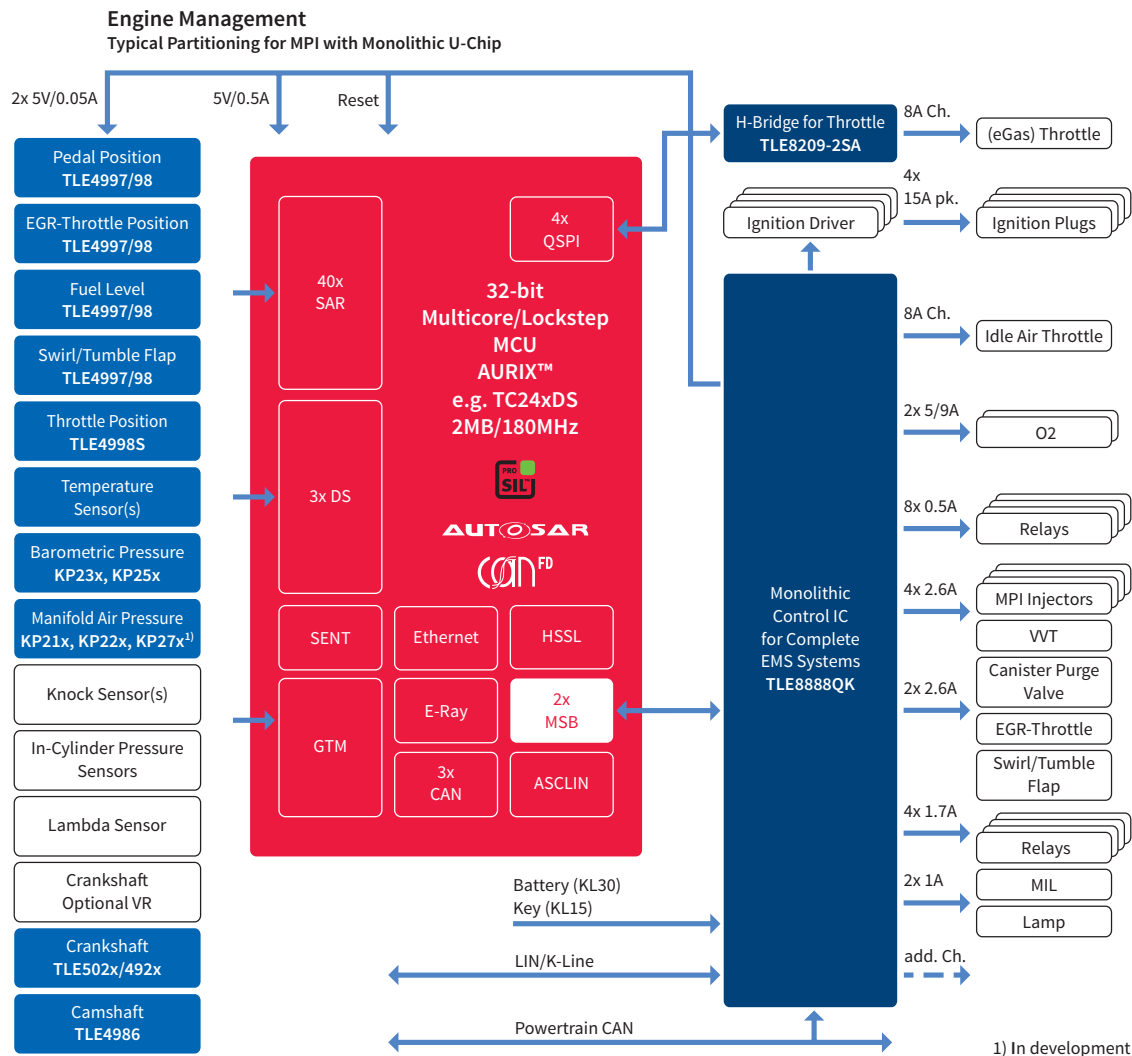 Engine Management
Typical Partitioning for MPI with Monolithic U-Chip
2x 5V/0.05A
5V/0.5A
Reset
Pedal Position
TLE4997/98
EGR-Throttle Position
TLE4997/98
Fuel Level
TLE4997/98
Swirl/Tumble Flap
TLE4997/98
Throttle Position
TLE4998S
Temperature
Sensor(s)
Barometric Pressure
KP23x, KP25x
Manifold Air Pressure
KP21x, KP22x, KP27x1)
Knock Sensor(s)
In-Cylinder Pressure
Sensors
Lambda Sensor
Crankshaft
Optional VR
Crankshaft
TLE502x/492x
Camshaft
TLE4986
40x
SAR
3x DS
SENT
GTM
4x
QSPI
32-bit
Multicore/Lockstep
MCU
AURIX™
e.g. TC24xDS
2MB/180MHz
PRO
SIL™
AUTOSAR
CAN FD
Ethernet
HSSL
E-Ray
2x
MSB
3x
CAN
ASCLIN
Battery (KL30)
Key (KL15)
LIN/K-Line
Powertrain CAN
H-Bridge for Throttle
TLE8209-2SA
Ignition Driver
Monolithic
Control IC
for Complete
EMS Systems
TLE8888QK
8A Ch.
(eGas) Throttle
4x
15A pk.
Ignition Plugs
8A Ch.
Idle Air Throttle
2x 5/9A
O2
8x 0.5A
Relays
4x 2.6A
MPI Injectors
VVT
2x 2.6A
Canister Purge
Valve
EGR-Throttle
Swirl/Tumble
Flap
4x 1.7A
Relays
2x 1A
MIL
Lamp
add. Ch.
1) In development